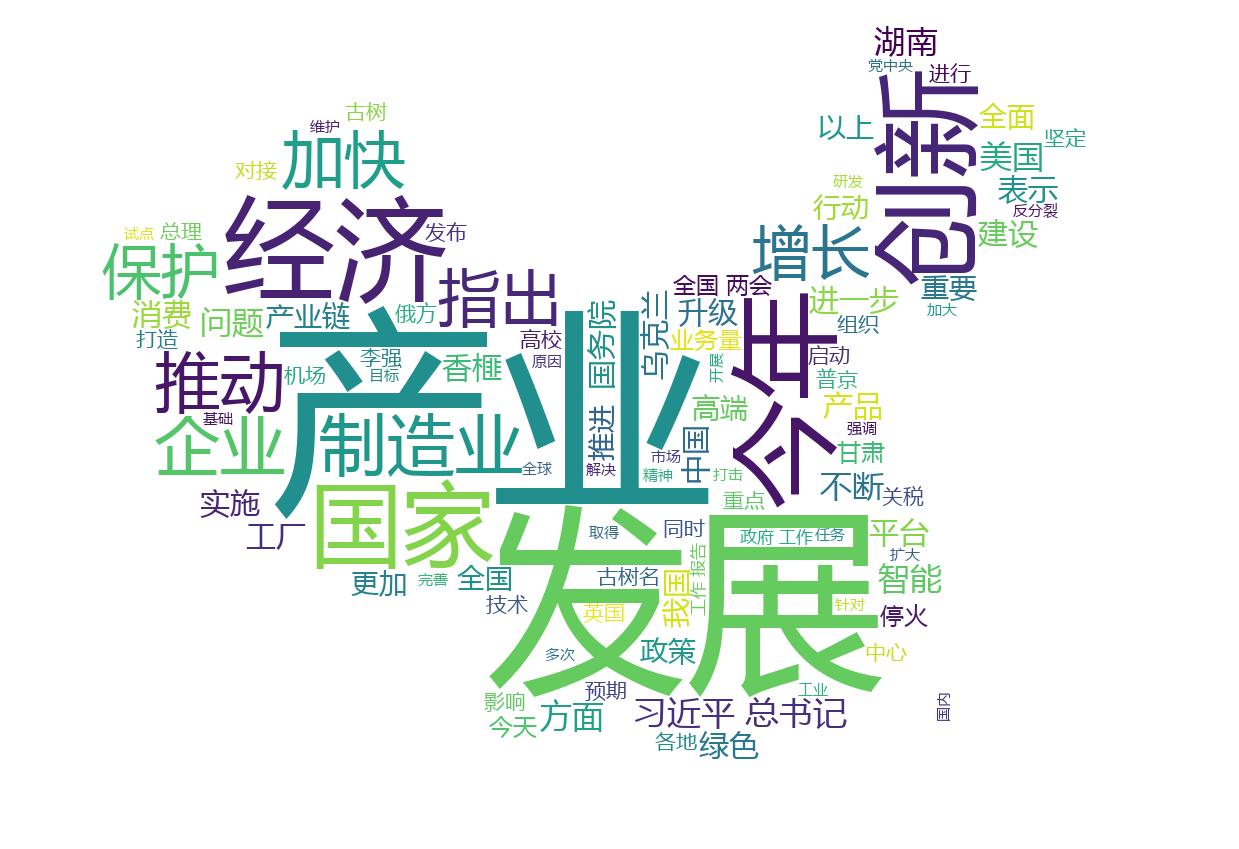 湖南
党中央
进行
创新
全面
古树
维护
以上
坚定
加快
美国
对接
研发
表示
经济
行动
反分裂
试点
总理
发布
建设
保护
增长
指出
全国 两会
重要
消费
问题
产业链
俄方
国务院
乌克兰
升级
进一步
加大
打造
产业
高校
业务量
今年
组织
推动
李强
香榧
原因
开展
启动
机场
目标
普京
基础
高端
产品
企业
制造业
推进
中国
强调
市场
甘肃
全球
解决
精神
打击
不断
关税
实施
国家
重点
工厂
发展
取得
同时
政府 工作
任务
平台
扩大
更加
完善
全国
古树名
我国
工作 报告
智能
技术
英国
针对
停火
多次
政策
中心
影响
预期
工业
今天
方面
习近平 总书记
国内
各地
绿色